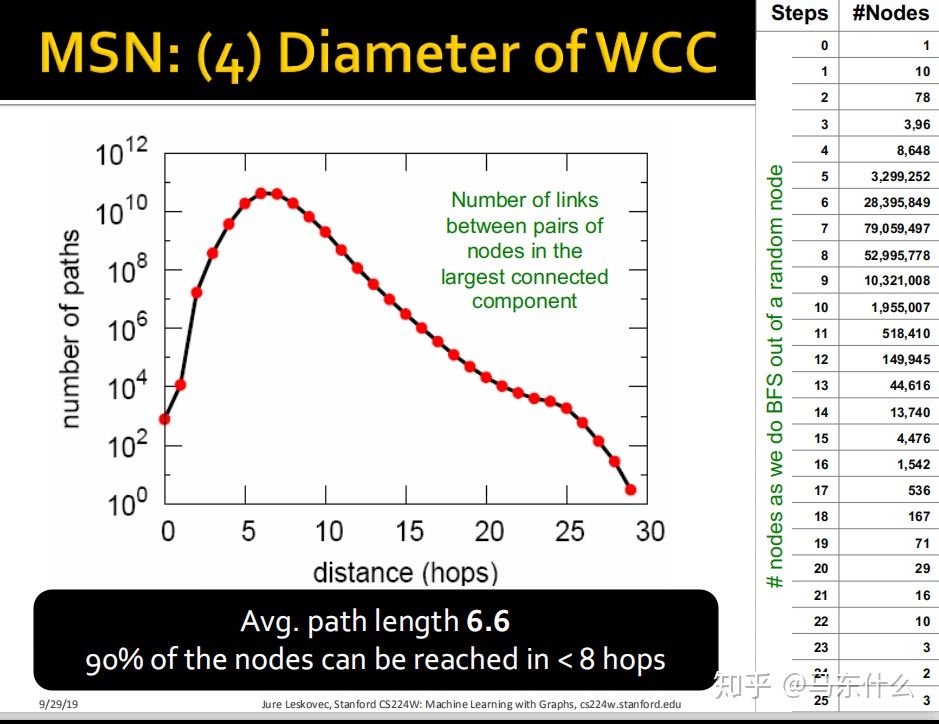 MSN: (4) Diameter of WCC
10^12
10^10
10^8
10^6
10^4
10^2
10^0
number of paths
0 5 10 15 20 25 30
distance (hops)
Number of links
between pairs of
nodes in the
largest connected
component
Avg. path length 6.6
90% of the nodes can be reached in < 8 hops
9/29/19
Jure Leskovec, Stanford CS224W: Machine Learning with Graphs, cs224w.stanford.edu
# nodes as we do BFS out of a random node
Steps #Nodes
0 1
1 10
2 78
3 3,96
4 8,648
5 3,299,252
6 28,395,849
7 79,059,497
8 52,995,778
9 10,321,008
10 1,955,007
11 518,410
12 149,945
13 44,616
14 13,740
15 4,476
16 1,542
17 536
18 167
19 71
20 29
21 16
22 10
23 3
24 2
25 3
知乎 @马东什么